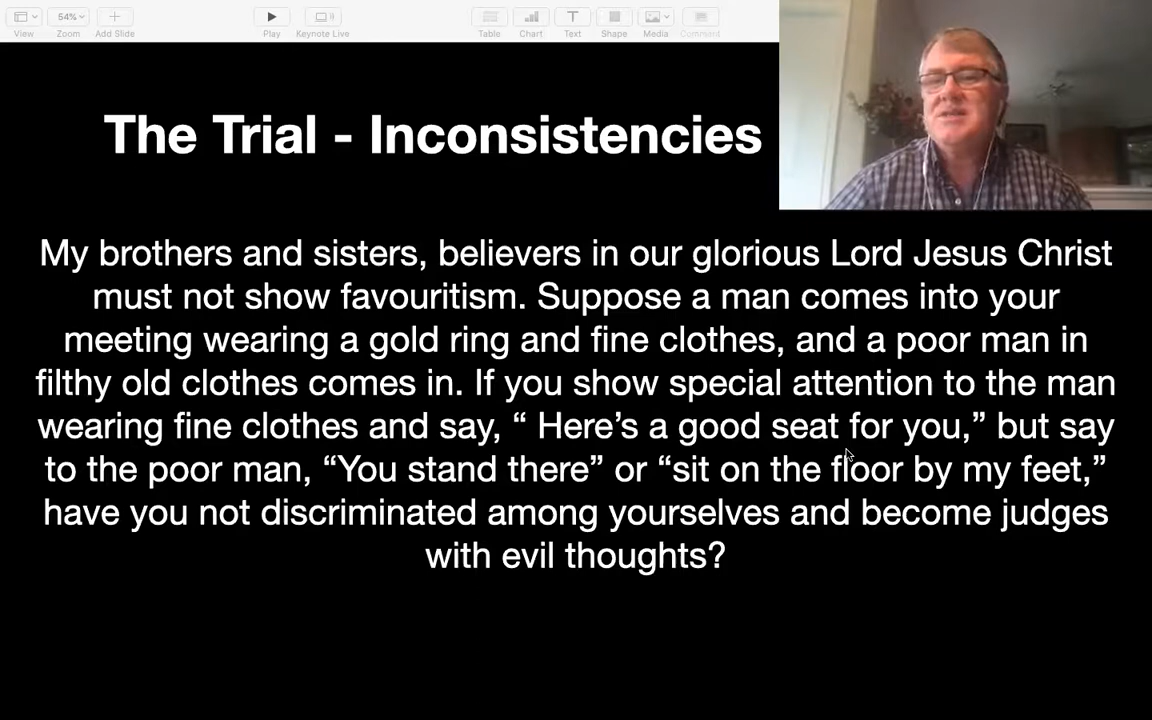 54%
View
Zoom
Add Slide
Play
Keynote Live
Table
Chart
Text
Shape
Media
Comment
The Trial - Inconsistencies
My brothers and sisters, believers in our glorious Lord Jesus Christ
must not show favouritism. Suppose a man comes into your
meeting wearing a gold ring and fine clothes, and a poor man in
filthy old clothes comes in. If you show special attention to the man
wearing fine clothes and say, “ Here’s a good seat for you,” but say
to the poor man, “You stand there” or “sit on the floor by my feet,”
have you not discriminated among yourselves and become judges
with evil thoughts?